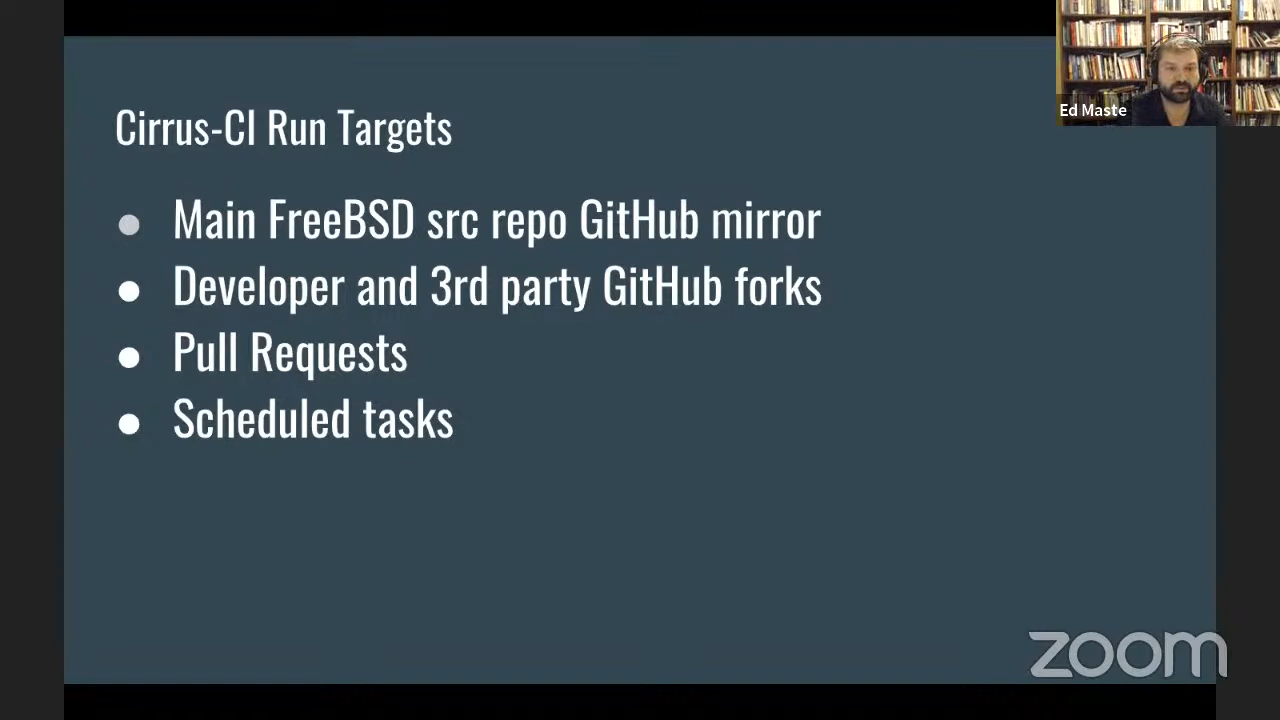 Cirrus-CI Run Targets
● Main FreeBSD src repo GitHub mirror
● Developer and 3rd party GitHub forks
● Pull Requests
● Scheduled tasks
Ed Maste
zoom